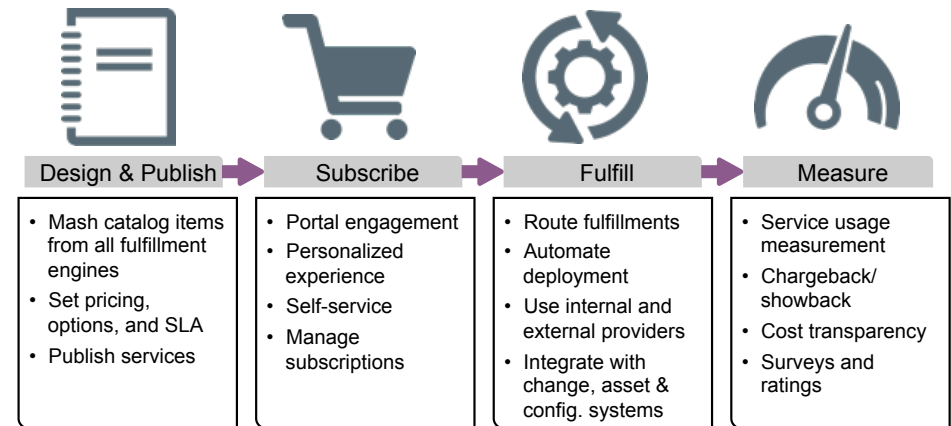 Design & Publish
Subscribe
Fulfill
Measure
• Mash catalog items
from all fulfillment
engines
• Set pricing,
options, and SLA
• Publish services
• Portal engagement
• Personalized
experience
• Self-service
• Manage
subscriptions
• Route fulfillments
• Automate
deployment
• Use internal and
external providers
• Integrate with
change, asset &
config. systems
• Service usage
measurement
• Chargeback/
showback
• Cost transparency
• Surveys and
ratings